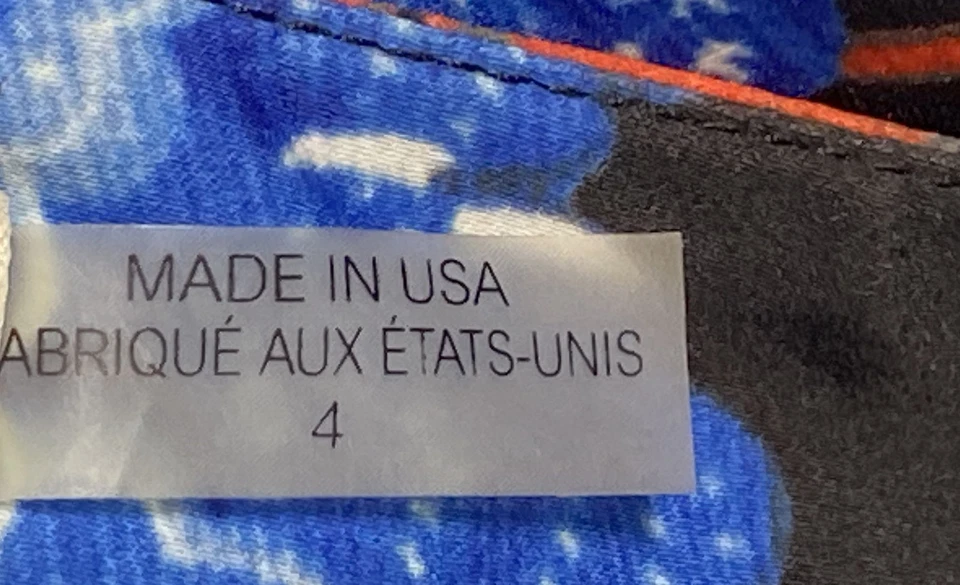 MADE IN USA
ABRIQUÉ AUX ÉTATS-UNIS
4